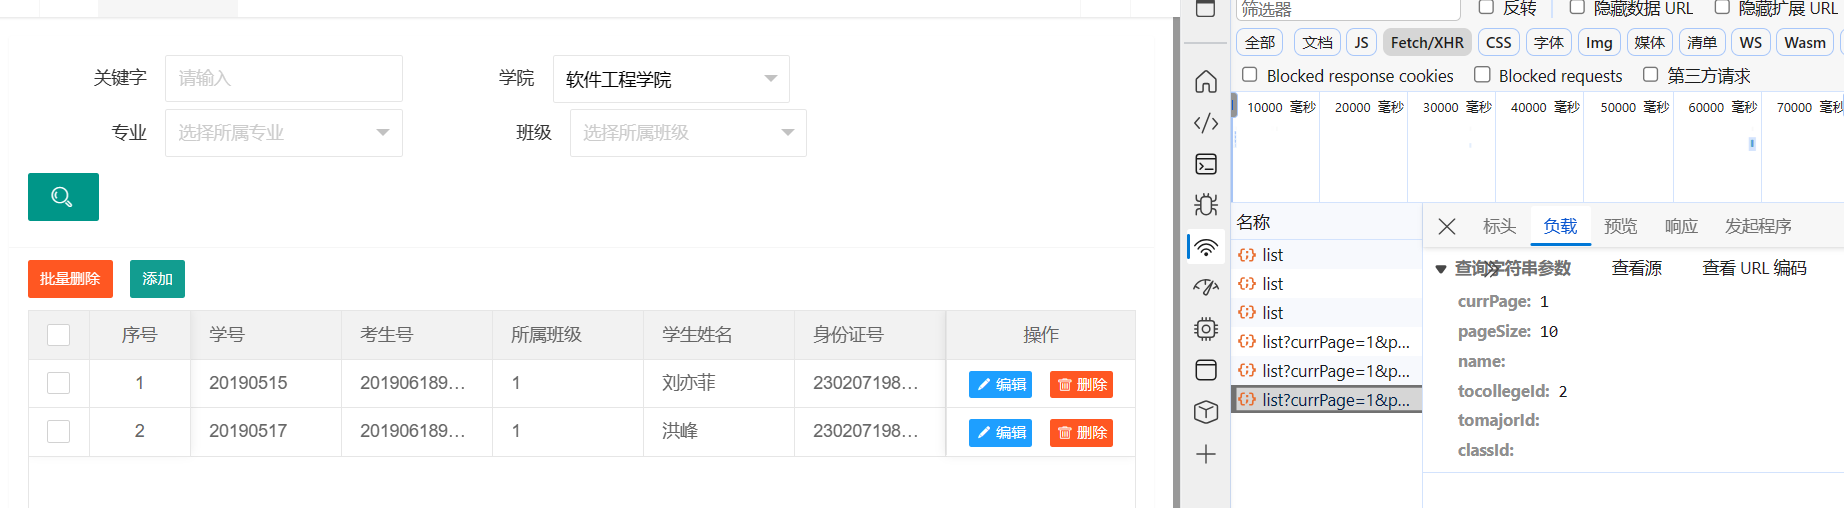 关键字 请输入 学院 软件工程学院
专业 选择所属专业 班级 选择所属班级
批量删除 添加
序号 学号 考生号 所属班级 学生姓名 身份证号 操作
1 20190515 201906189... 1 刘亦菲 230207198... 编辑 删除
2 20190517 201906189... 1 洪峰 230207198... 编辑 删除
筛选器 反转 隐藏数据 URL 隐藏扩展 URL
全部 文档 JS Fetch/XHR CSS 字体 Img 媒体 清单 WS Wasm
Blocked response cookies Blocked requests 第三方请求
10000 毫秒 20000 毫秒 30000 毫秒 40000 毫秒 50000 毫秒 60000 毫秒 70000 毫秒
名称
list
list
list
list?currPage=1&p...
list?currPage=1&p...
list?currPage=1&p...
标头 负载 预览 响应 发起程序
查询字符串参数 查看源 查看 URL 编码
currPage: 1
pageSize: 10
name:
tocollegeId: 2
tomajorId:
classId: